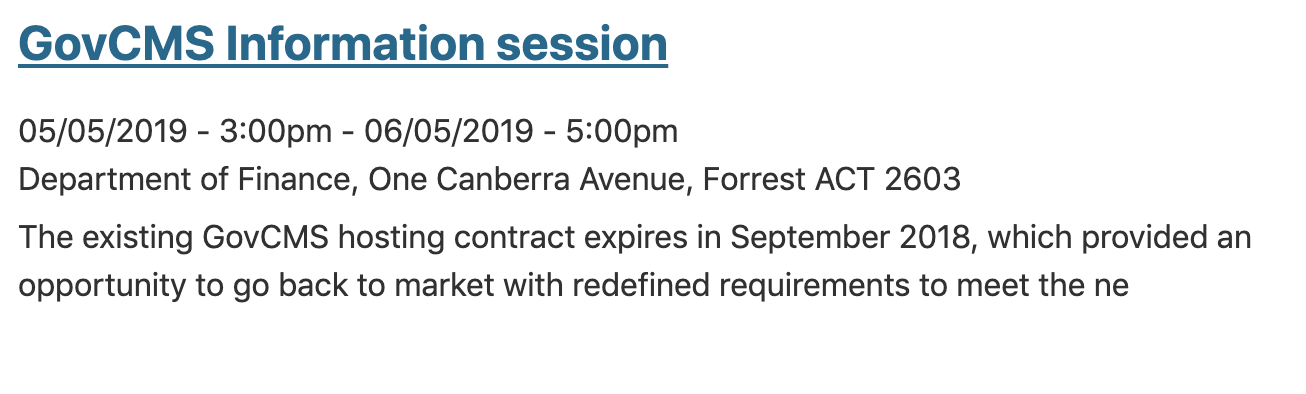 GovCMS Information session
05/05/2019 - 3:00pm - 06/05/2019 - 5:00pm
Department of Finance, One Canberra Avenue, Forrest ACT 2603
The existing GovCMS hosting contract expires in September 2018, which provided an
opportunity to go back to market with redefined requirements to meet the ne